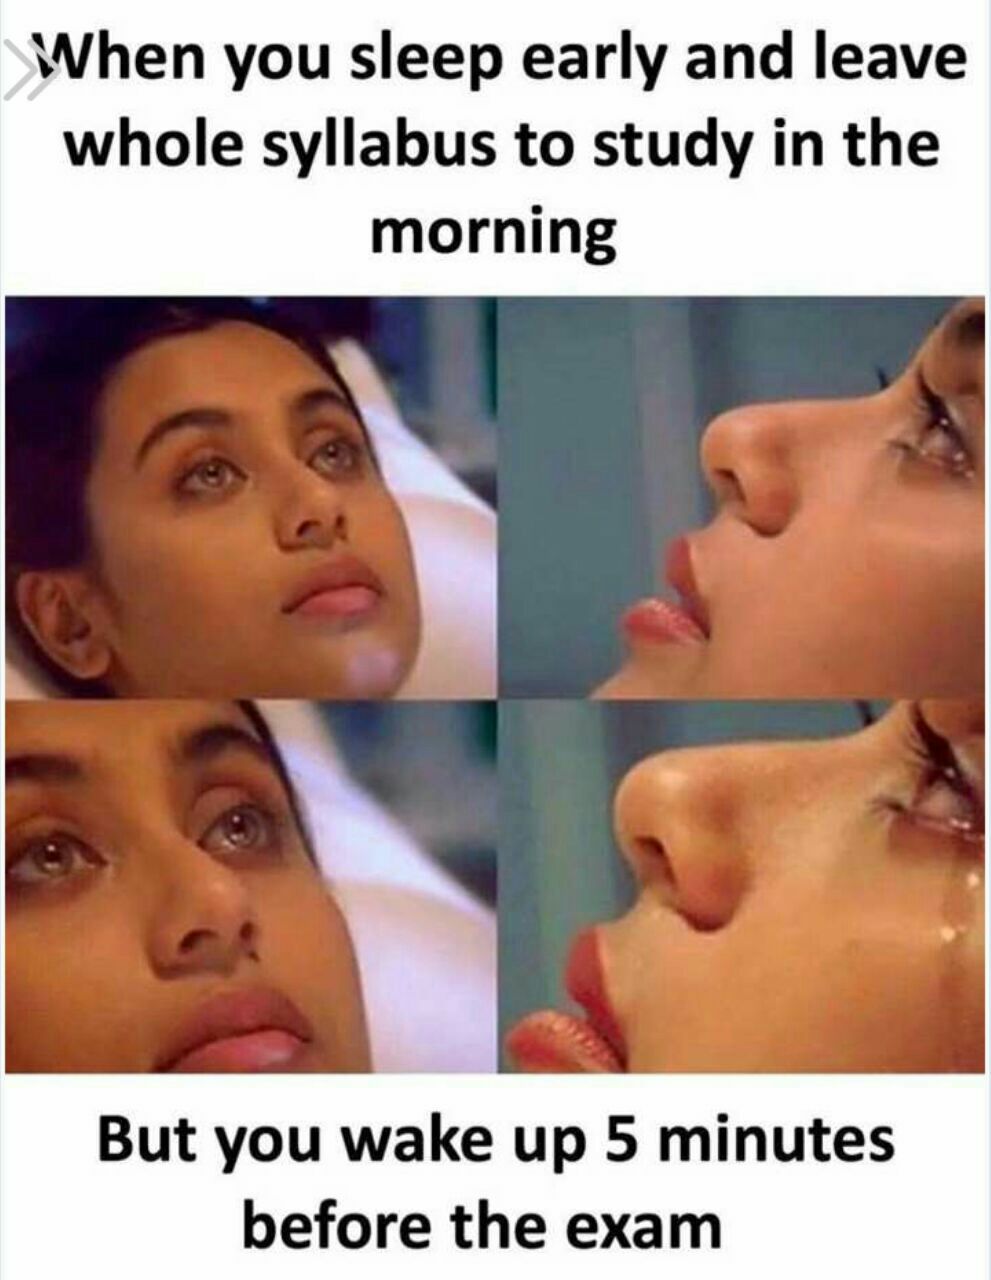 When you sleep early and leave
whole syllabus to study in the
morning
But you wake up 5 minutes
before the exam